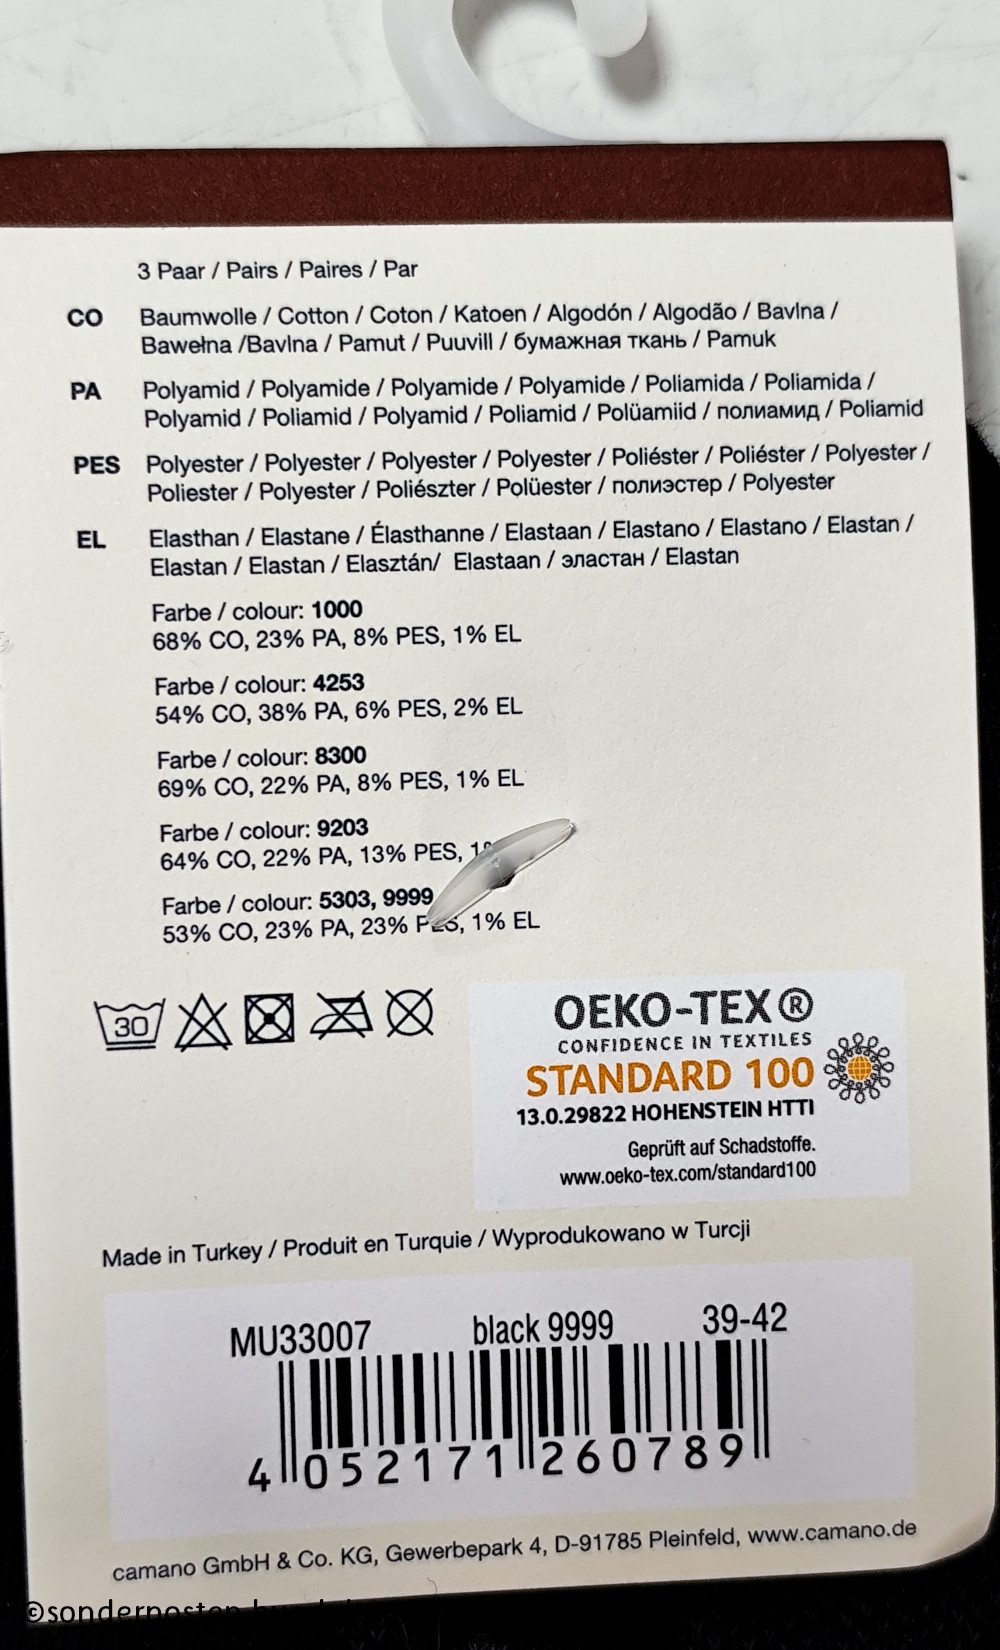 3 Paar / Pairs / Paires / Par
CO Baumwolle / Cotton / Coton / Katoen / Algodón / Algodão / Bavlna /
Bawełna /Bavlna / Pamut / Puuvill / бумажная ткань / Pamuk
PA Polyamid / Polyamide / Polyamide / Polyamide / Poliamida / Poliamida /
Polyamid / Poliamid / Polyamid / Poliamid / Polüamiid / полиамид / Poliamid
PES Polyester / Polyester / Polyester / Polyester / Poliéster / Poliéster / Polyester /
Poliester / Polyester / Poliészter / Polüester / полиэстер / Polyester
EL Elasthan / Elastane / Élasthanne / Elastaan / Elastano / Elastano / Elastan /
Elastan / Elastan / Elasztán/ Elastaan / эластан / Elastan
Farbe / colour: 1000
68% CO, 23% PA, 8% PES, 1% EL
Farbe / colour: 4253
54% CO, 38% PA, 6% PES, 2% EL
Farbe / colour: 8300
69% CO, 22% PA, 8% PES, 1% EL
Farbe / colour: 9203
64% CO, 22% PA, 13% PES,
Farbe / colour: 5303, 9999
53% CO, 23% PA, 23% PES, 1% EL
30
OEKO-TEX®
CONFIDENCE IN TEXTILES
STANDARD 100
13.0.29822 HOHENSTEIN HTTI
Geprüft auf Schadstoffe.
www.oeko-tex.com/standard100
Made in Turkey / Produit en Turquie / Wyprodukowano w Turcji
MU33007 black 9999 39-42
4 052171 260789
camano GmbH & Co. KG, Gewerbepark 4, D-91785 Pleinfeld, www.camano.de